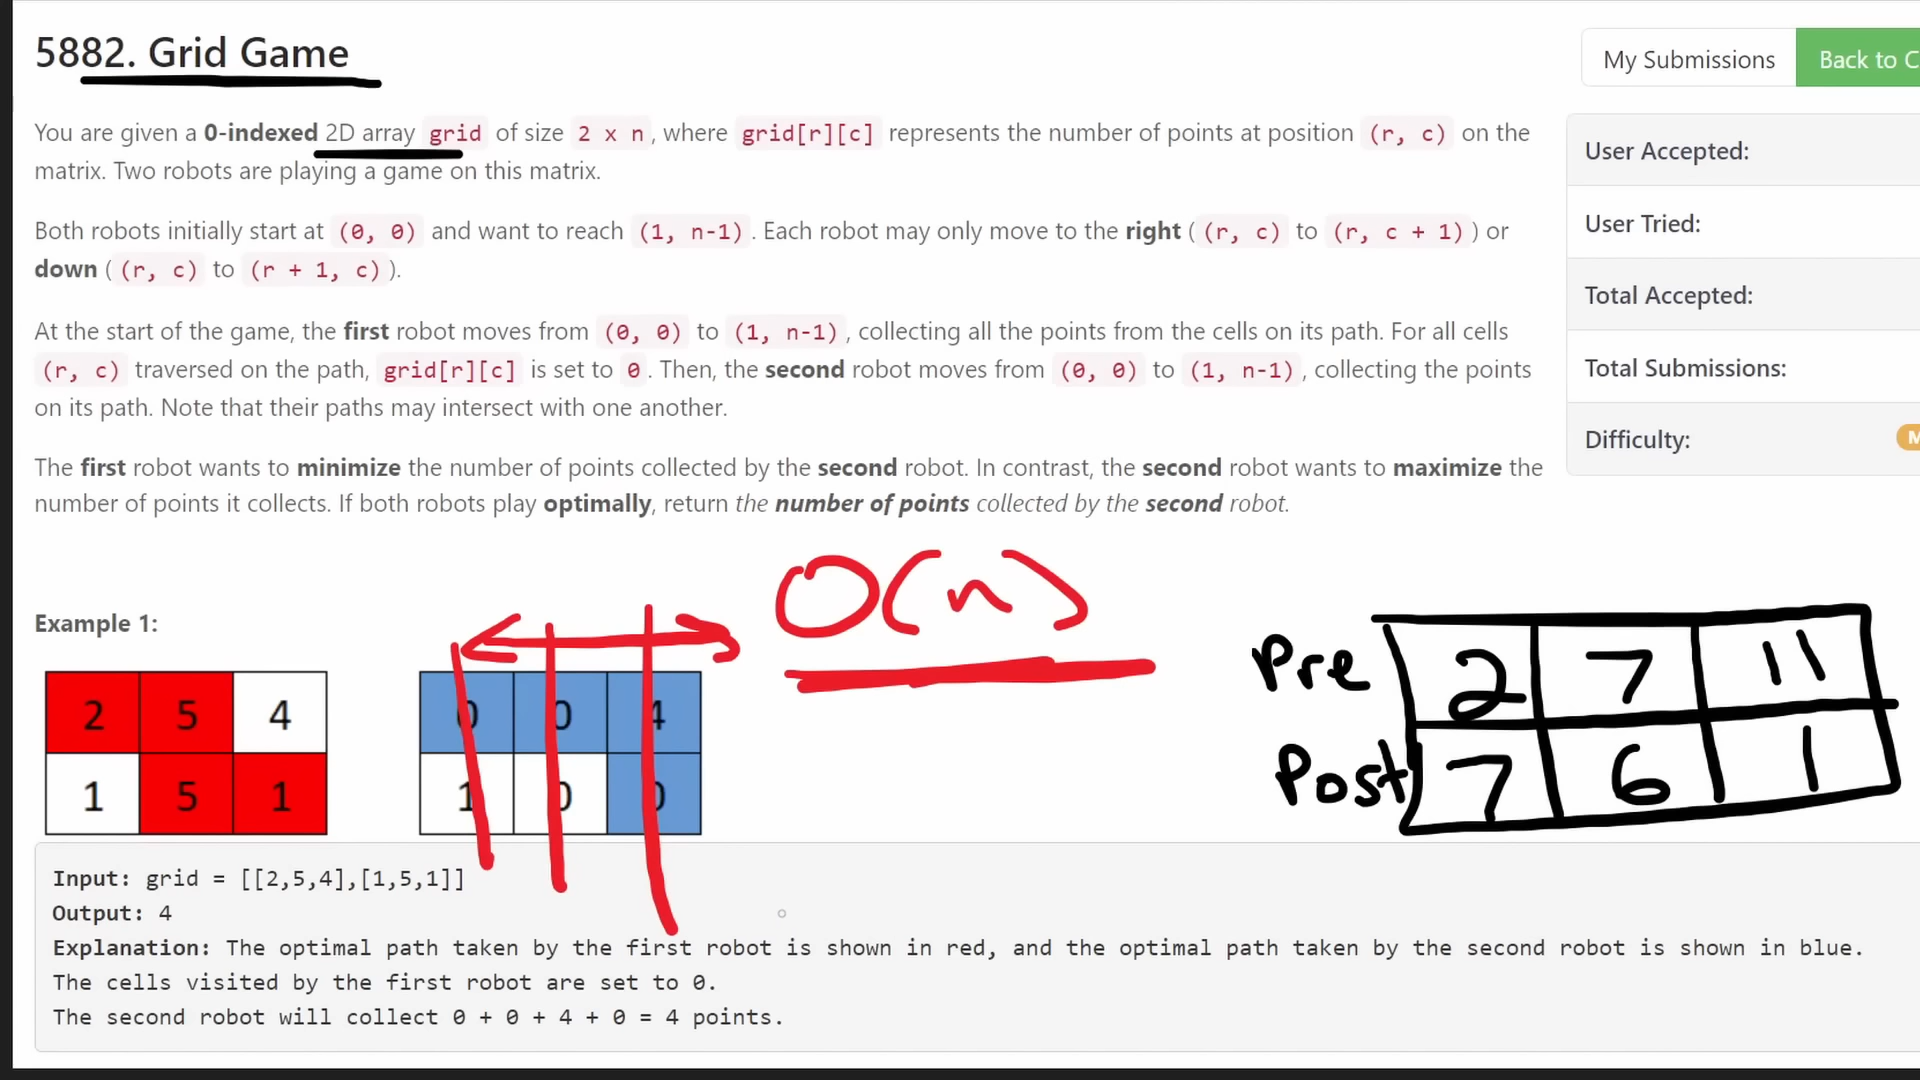 5882. Grid Game
My Submissions
Back to C
You are given a 0-indexed 2D array grid of size 2 x n, where grid[r][c] represents the number of points at position (r, c) on the
matrix. Two robots are playing a game on this matrix.
Both robots initially start at (0, 0) and want to reach (1, n-1). Each robot may only move to the right ((r, c) to (r, c + 1)) or
down ((r, c) to (r + 1, c)).
At the start of the game, the first robot moves from (0, 0) to (1, n-1), collecting all the points from the cells on its path. For all cells
(r, c) traversed on the path, grid[r][c] is set to 0. Then, the second robot moves from (0, 0) to (1, n-1), collecting the points
on its path. Note that their paths may intersect with one another.
The first robot wants to minimize the number of points collected by the second robot. In contrast, the second robot wants to maximize the
number of points it collects. If both robots play optimally, return the number of points collected by the second robot.
User Accepted:
User Tried:
Total Accepted:
Total Submissions:
Difficulty:
M
O(n)
Example 1:
2 5 4
1 5 1
0 0 4
1 0 0
Pre 2 7 11
Post 7 6 1
Input: grid = [[2,5,4],[1,5,1]]
Output: 4
Explanation: The optimal path taken by the first robot is shown in red, and the optimal path taken by the second robot is shown in blue.
The cells visited by the first robot are set to 0.
The second robot will collect 0 + 0 + 4 + 0 = 4 points.